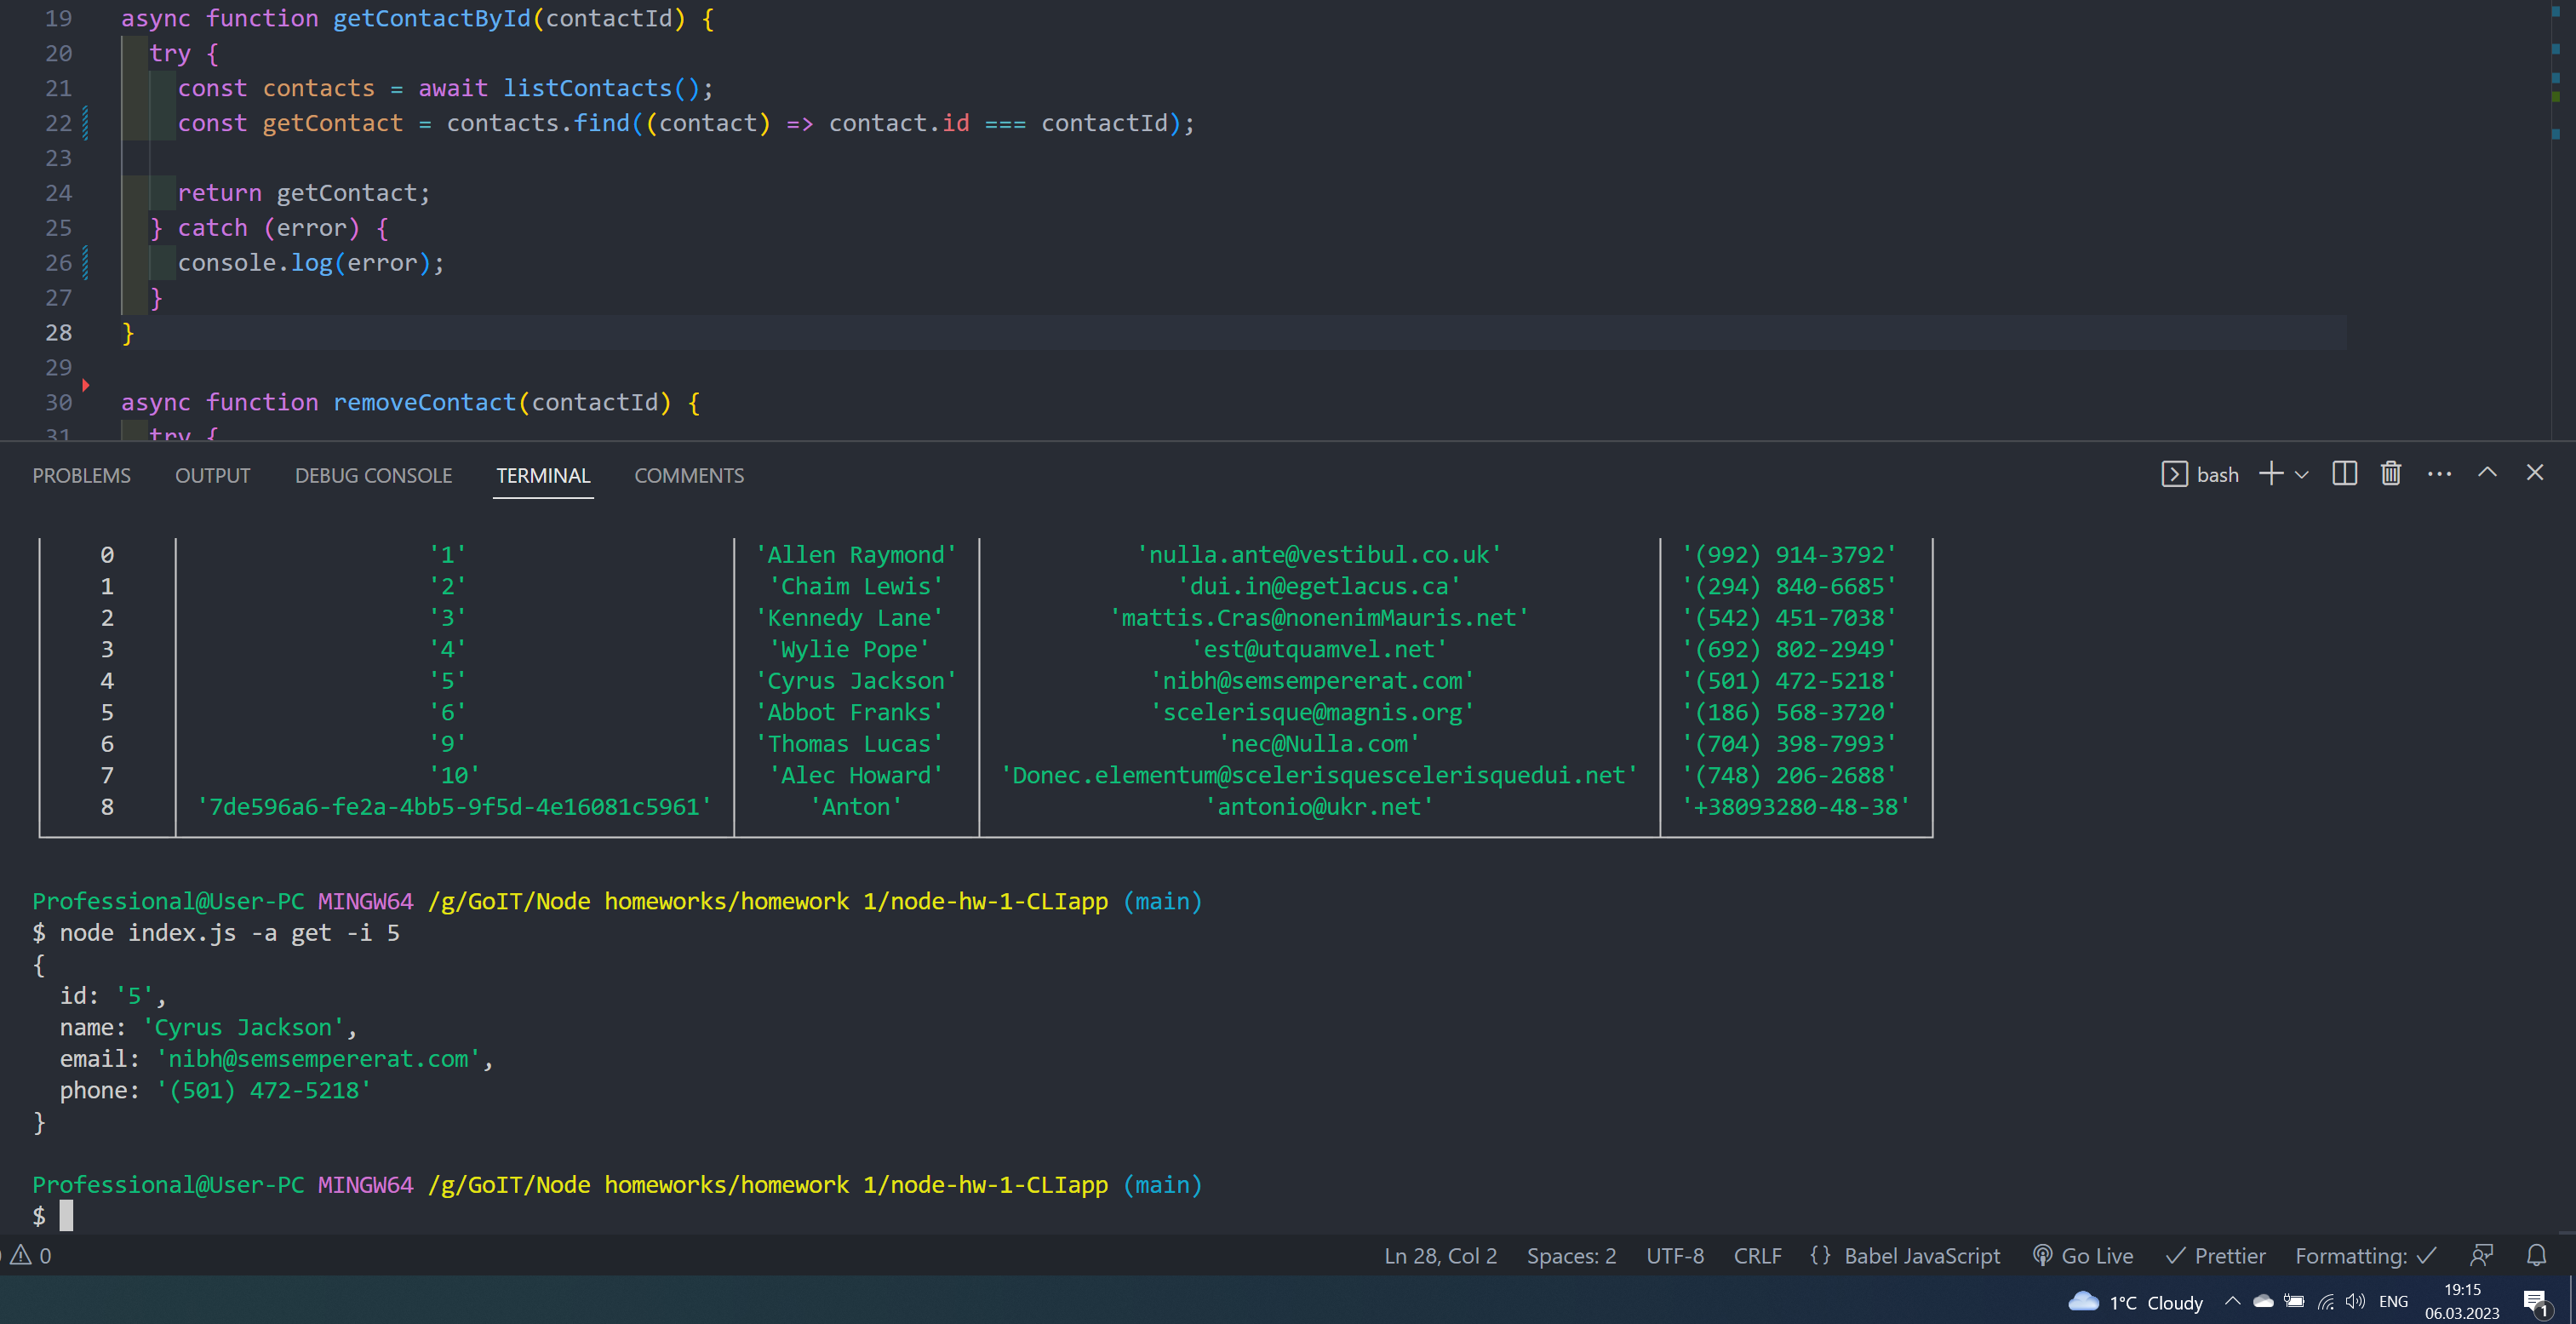 19 async function getContactById(contactId) {
20 try {
21 const contacts = await listContacts();
22 const getContact = contacts.find((contact) => contact.id === contactId);
23
24 return getContact;
25 } catch (error) {
26 console.log(error);
27 }
28 }
29
30 async function removeContact(contactId) {
31 try {
PROBLEMS OUTPUT DEBUG CONSOLE TERMINAL COMMENTS bash
0 '1' 'Allen Raymond' 'nulla.ante@vestibul.co.uk' '(992) 914-3792'
1 '2' 'Chaim Lewis' 'dui.in@egetlacus.ca' '(294) 840-6685'
2 '3' 'Kennedy Lane' 'mattis.Cras@nonenimMauris.net' '(542) 451-7038'
3 '4' 'Wylie Pope' 'est@utquamvel.net' '(692) 802-2949'
4 '5' 'Cyrus Jackson' 'nibh@semsempererat.com' '(501) 472-5218'
5 '6' 'Abbot Franks' 'scelerisque@magnis.org' '(186) 568-3720'
6 '9' 'Thomas Lucas' 'nec@Nulla.com' '(704) 398-7993'
7 '10' 'Alec Howard' 'Donec.elementum@scelerisquescelerisquedui.net' '(748) 206-2688'
8 '7de596a6-fe2a-4bb5-9f5d-4e16081c5961' 'Anton' 'antonio@ukr.net' '+38093280-48-38'
Professional@User-PC MINGW64 /g/GoIT/Node homeworks/homework 1/node-hw-1-CLIapp (main)
$ node index.js -a get -i 5
{
id: '5',
name: 'Cyrus Jackson',
email: 'nibh@semsempererat.com',
phone: '(501) 472-5218'
}
Professional@User-PC MINGW64 /g/GoIT/Node homeworks/homework 1/node-hw-1-CLIapp (main)
$
0 Ln 28, Col 2 Spaces: 2 UTF-8 CRLF {} Babel JavaScript Go Live Prettier Formatting:
1°C Cloudy ENG 19:15
06.03.2023 1